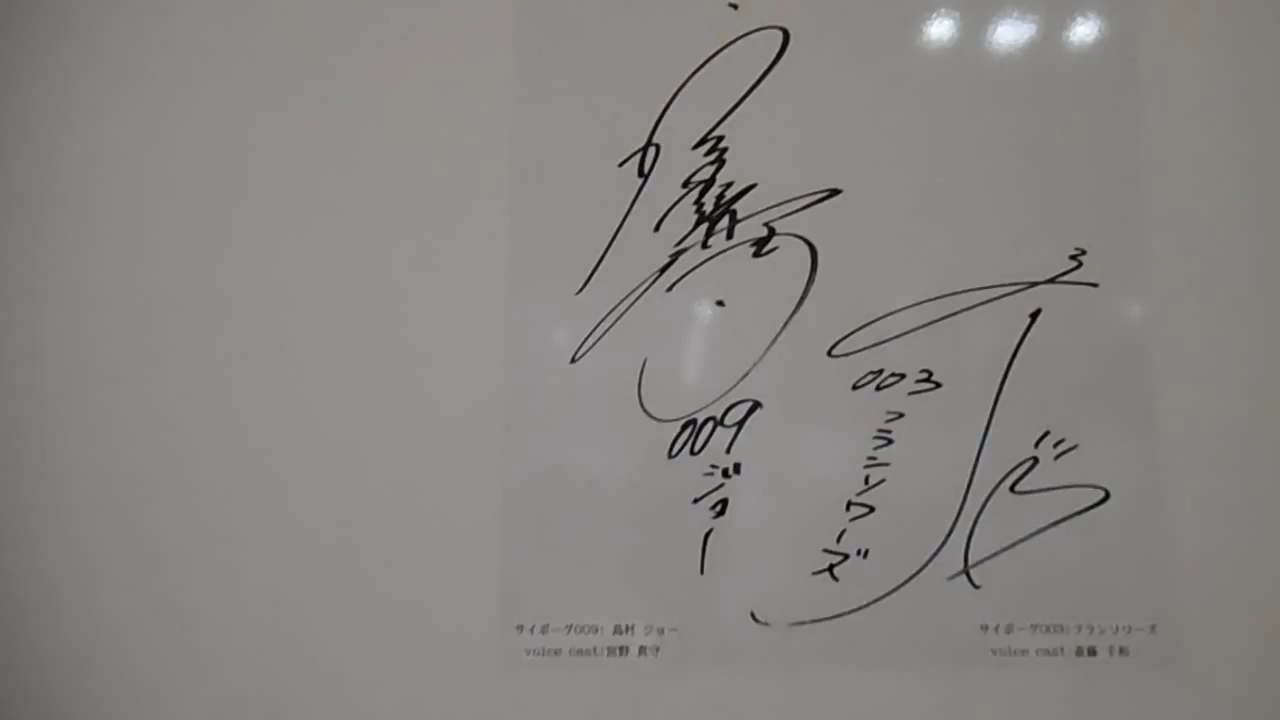 009
ジョー
003
フランソワーズ
サイボーグ009: 島村 ジョー
voice cast:宮野 真守
サイボーグ003:フランソワーズ
voice cast:斎藤 千和